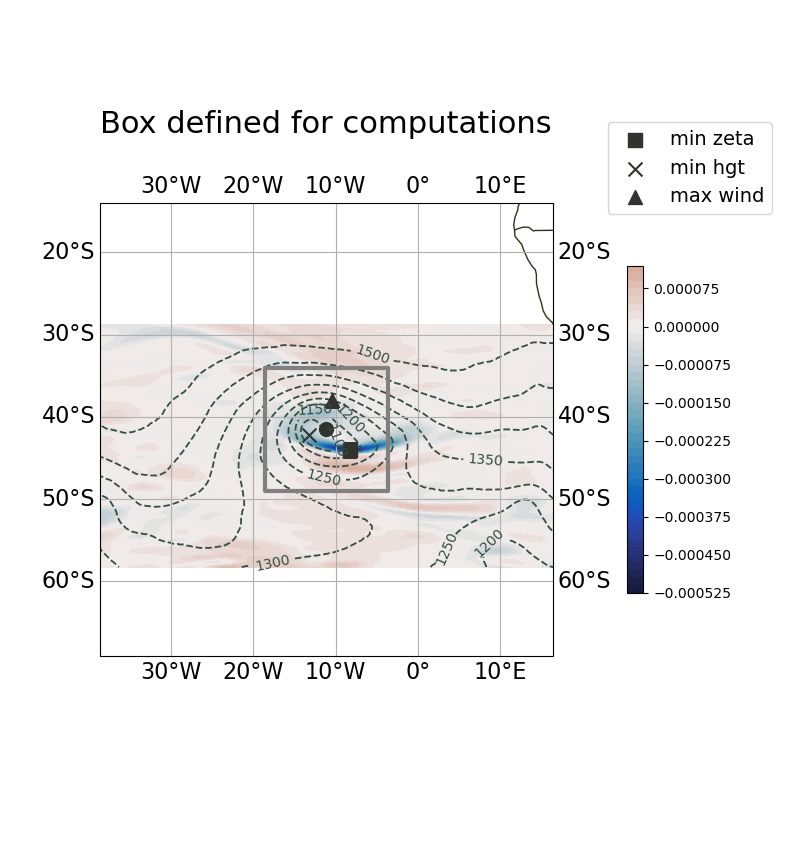 Box defined for computations
min zeta
min hgt
max wind
30°W 20°W 10°W 0° 10°E
20°S 20°S
30°S 30°S
40°S 40°S
50°S 50°S
60°S 60°S
30°W 20°W 10°W 0° 10°E
1500
1150
1200
1350
1250
1300
1250
1200
0.000075
0.000000
−0.000075
−0.000150
−0.000225
−0.000300
−0.000375
−0.000450
−0.000525